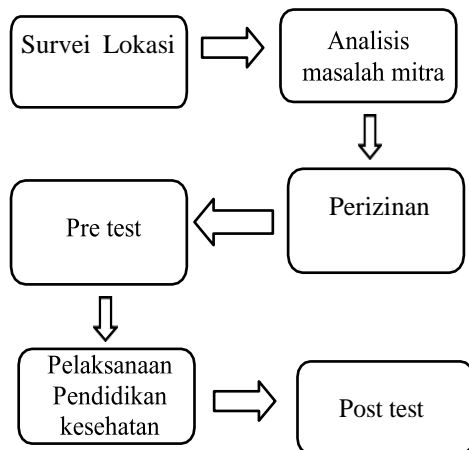 Survei Lokasi
Analisis
masalah mitra
Perizinan
Pre test
Pelaksanaan
Pendidikan
kesehatan
Post test